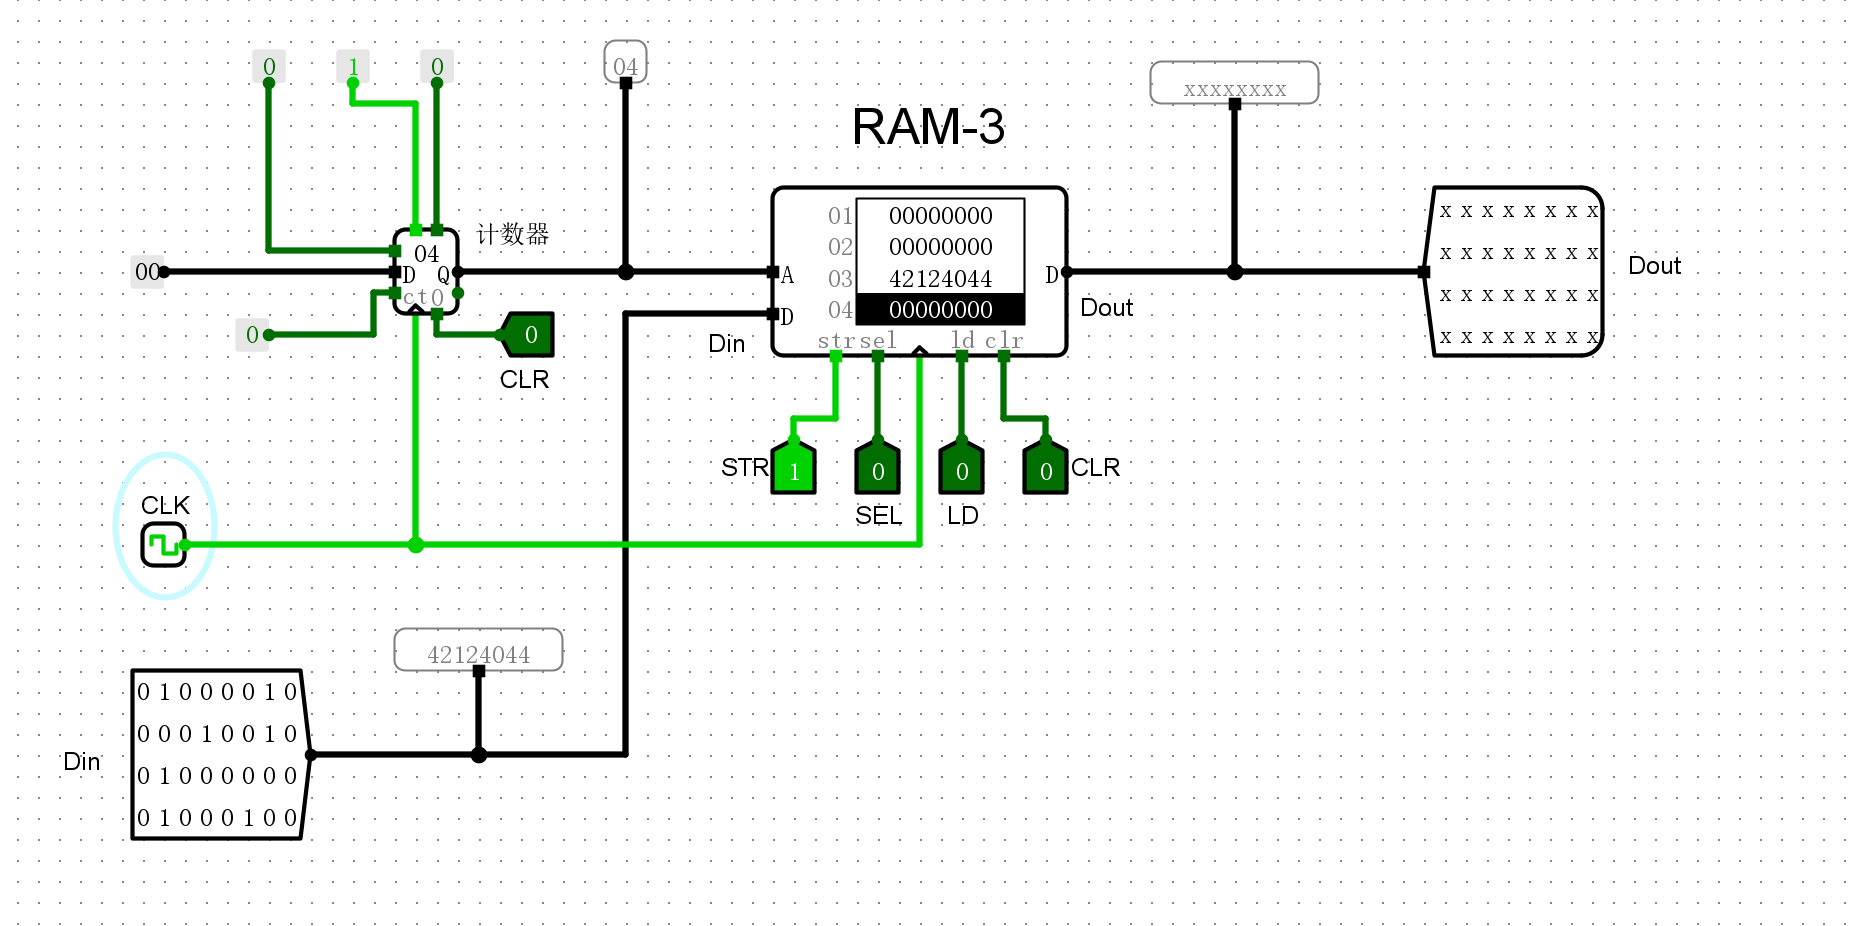 0 1 0
04
xxxxxxxx
RAM-3
计数器
04
00
D Q
ct 0
0
0
CLR
A
D
01 00000000
02 00000000
03 42124044
04 00000000
str sel ld clr
D
Din
Dout
x x x x x x x x
x x x x x x x x
x x x x x x x x
x x x x x x x x
Dout
STR 1
0
0
0 CLR
SEL
LD
CLK
42124044
Din
0 1 0 0 0 0 1 0
0 0 0 1 0 0 1 0
0 1 0 0 0 0 0 0
0 1 0 0 0 1 0 0